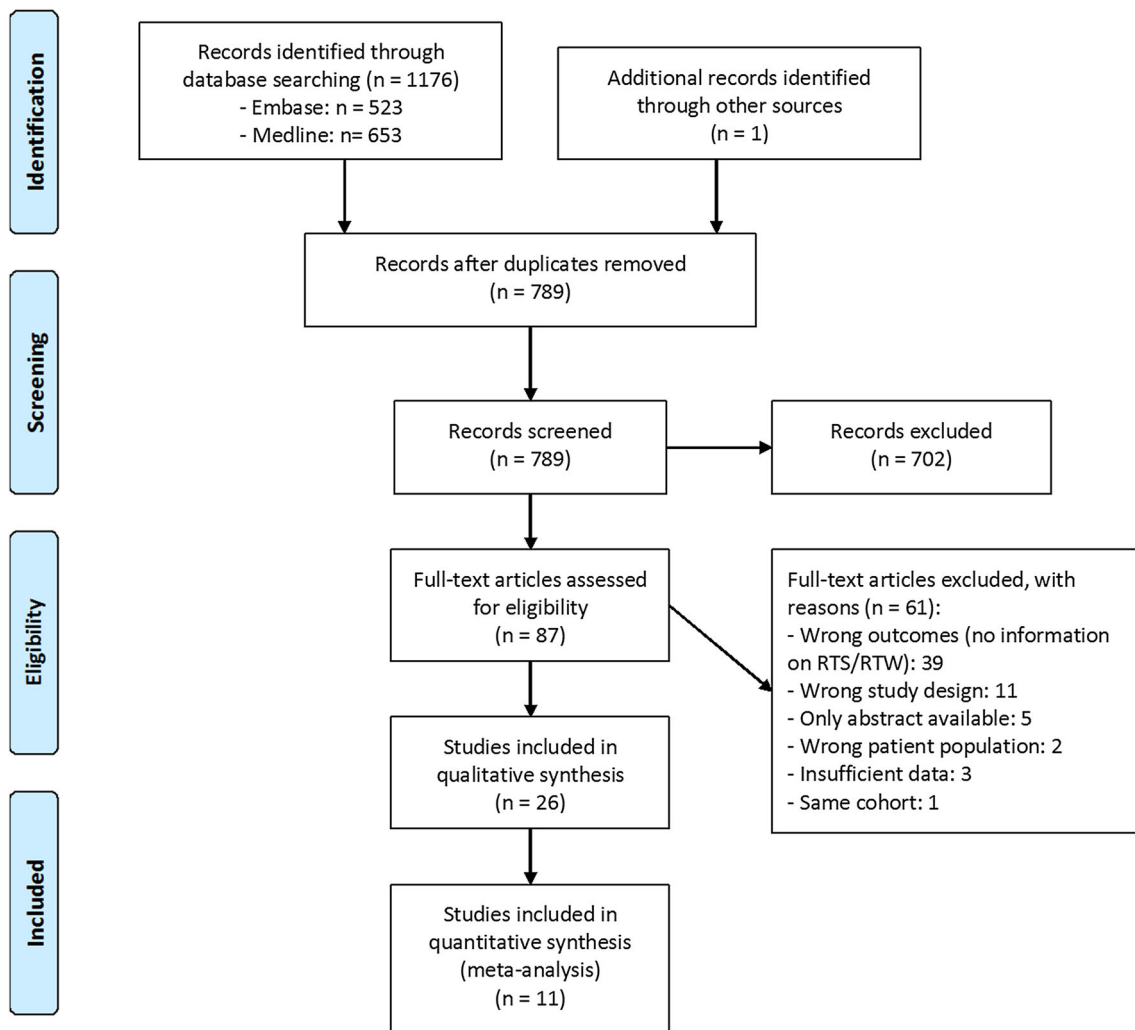 Identification
Records identified through
database searching (n = 1176)
- Embase: n = 523
- Medline: n= 653
Additional records identified
through other sources
(n = 1)
Screening
Records after duplicates removed
(n = 789)
Records screened
(n = 789)
Records excluded
(n = 702)
Eligibility
Full-text articles assessed
for eligibility
(n = 87)
Full-text articles excluded, with
reasons (n = 61):
- Wrong outcomes (no information
on RTS/RTW): 39
- Wrong study design: 11
- Only abstract available: 5
- Wrong patient population: 2
- Insufficient data: 3
- Same cohort: 1
Studies included in
qualitative synthesis
(n = 26)
Included
Studies included in
quantitative synthesis
(meta-analysis)
(n = 11)